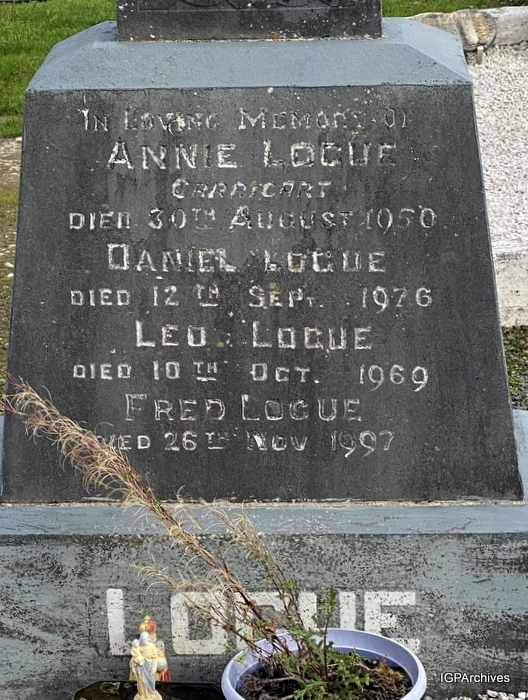 In Loving Memory Of
Annie Logue
Carricart
Died 30th August 1950
Daniel Logue
Died 12th Sept. 1976
Leo Logue
Died 10th Oct. 1969
Fred Logue
Died 26th Nov 1997
LOGUE
IGPArchives